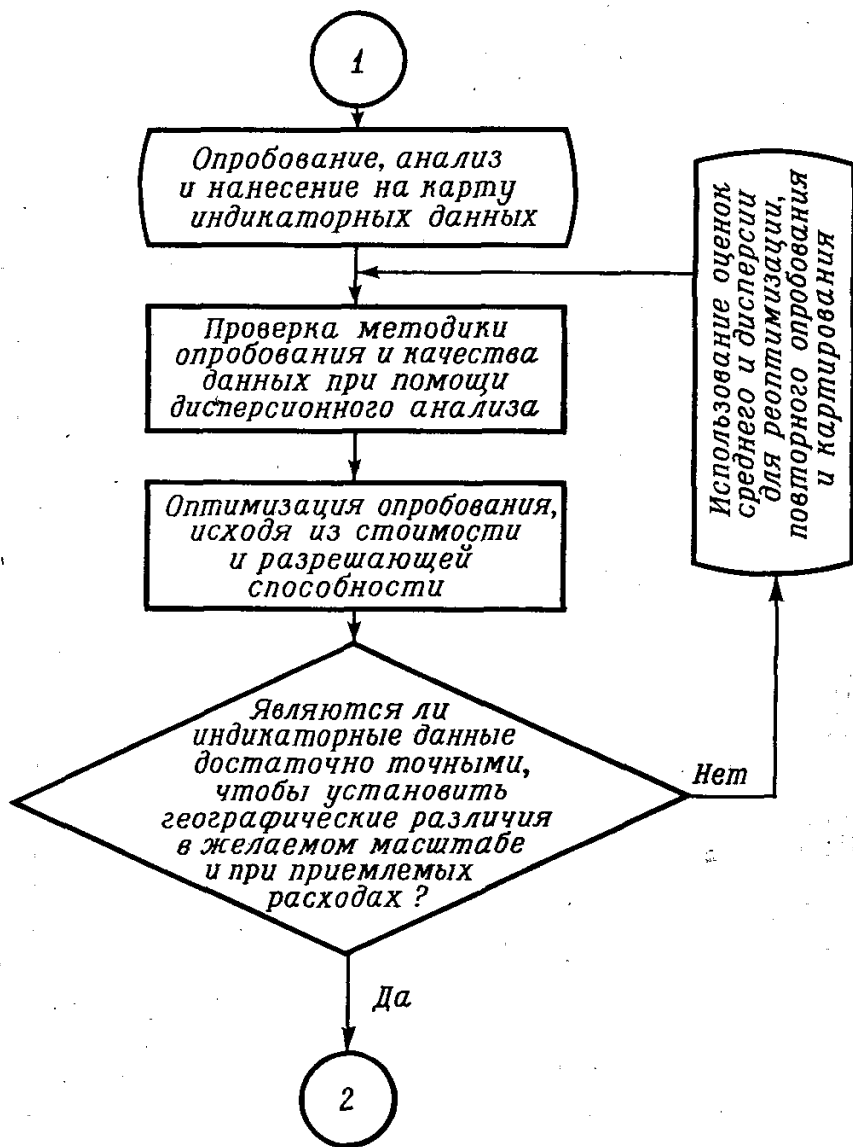 1
Опробование, анализ
и нанесение на карту
индикаторных данных
Проверка методики
опробования и качества
данных при помощи
дисперсионного анализа
Оптимизация опробования,
исходя из стоимости
и разрешающей
способности
Являются ли
индикаторные данные
достаточно точными,
чтобы установить
географические различия
в желаемом масштабе
и при приемлемых
расходах ?
Нет
Использование оценок
среднего и дисперсии
для реоптимизации,
повторного опробования
и картирования
Да
2